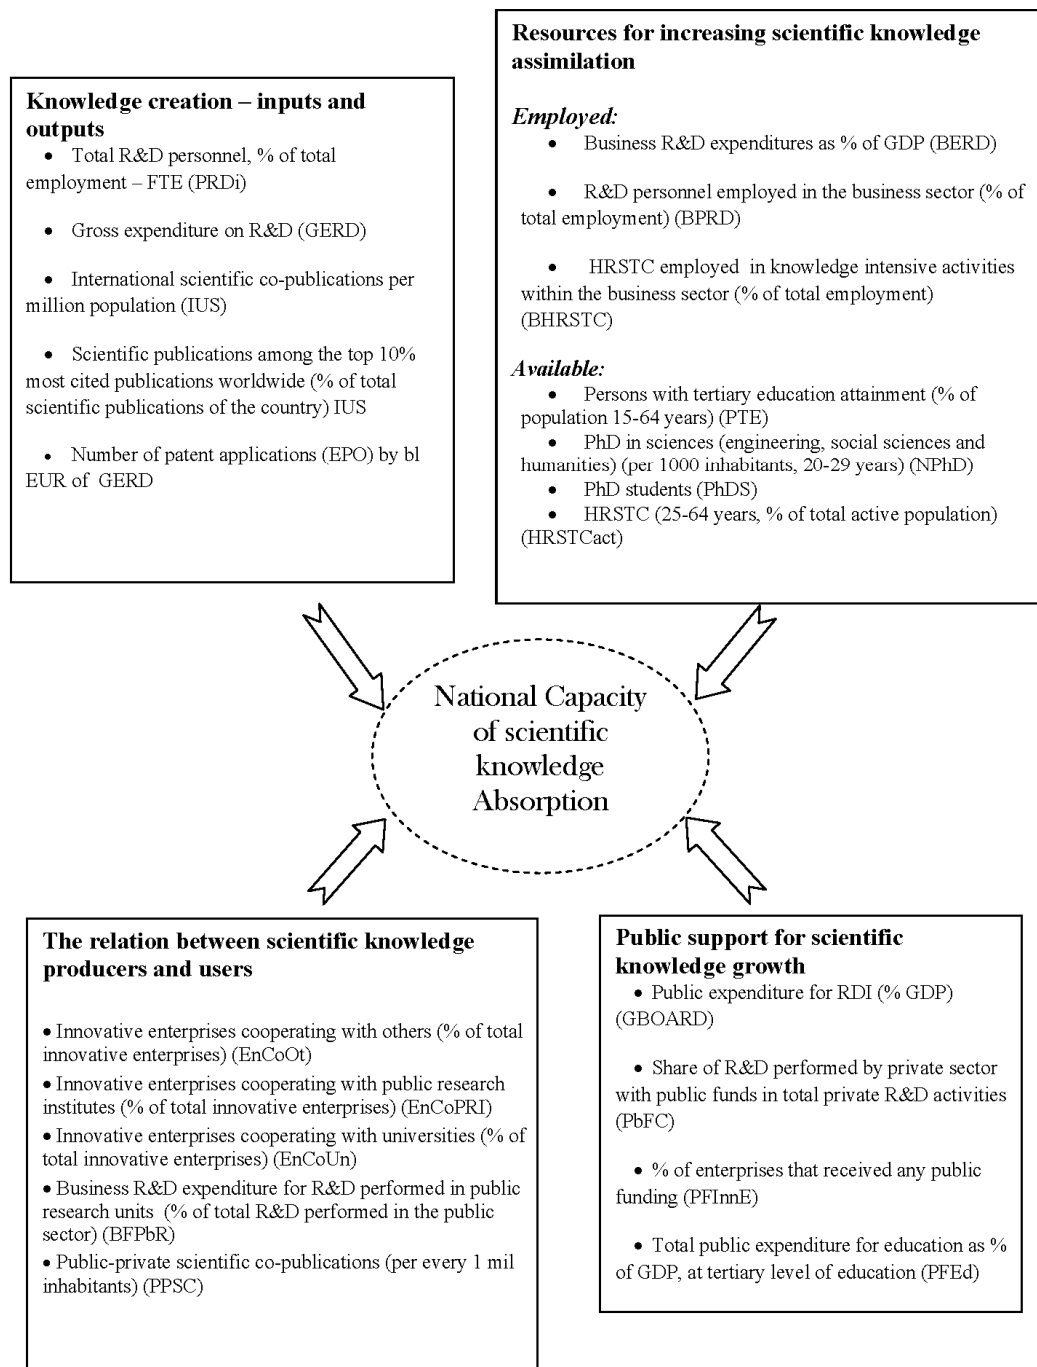 Knowledge creation – inputs and
outputs
• Total R&D personnel, % of total
employment – FTE (PRDi)
• Gross expenditure on R&D (GERD)
• International scientific co-publications per
million population (IUS)
• Scientific publications among the top 10%
most cited publications worldwide (% of total
scientific publications of the country) IUS
• Number of patent applications (EPO) by bl
EUR of GERD
Resources for increasing scientific knowledge
assimilation
Employed:
• Business R&D expenditures as % of GDP (BERD)
• R&D personnel employed in the business sector (% of
total employment) (BPRD)
• HRSTC employed in knowledge intensive activities
within the business sector (% of total employment)
(BHRSTC)
Available:
• Persons with tertiary education attainment (% of
population 15-64 years) (PTE)
• PhD in sciences (engineering, social sciences and
humanities) (per 1000 inhabitants, 20-29 years) (NPhD)
• PhD students (PhDS)
• HRSTC (25-64 years, % of total active population)
(HRSTCact)
National Capacity
of scientific
knowledge
Absorption
The relation between scientific knowledge
producers and users
• Innovative enterprises cooperating with others (% of total
innovative enterprises) (EnCoOt)
• Innovative enterprises cooperating with public research
institutes (% of total innovative enterprises) (EnCoPRI)
• Innovative enterprises cooperating with universities (% of
total innovative enterprises) (EnCoUn)
• Business R&D expenditure for R&D performed in public
research units (% of total R&D performed in the public
sector) (BFPbR)
• Public-private scientific co-publications (per every 1 mil
inhabitants) (PPSC)
Public support for scientific
knowledge growth
• Public expenditure for RDI (% GDP)
(GBOARD)
• Share of R&D performed by private sector
with public funds in total private R&D activities
(PbFC)
• % of enterprises that received any public
funding (PFInnE)
• Total public expenditure for education as %
of GDP, at tertiary level of education (PFEd)